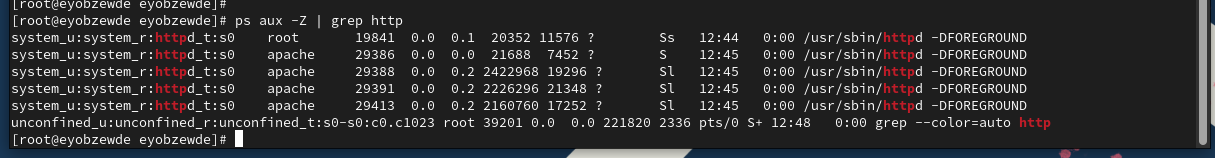 [root@eyobzewde eyobzewde]#
[root@eyobzewde eyobzewde]# ps aux -Z | grep http
system_u:system_r:httpd_t:s0    root       19841  0.0  0.1  20352 11576 ?        Ss   12:44   0:00 /usr/sbin/httpd -DFOREGROUND
system_u:system_r:httpd_t:s0    apache     29386  0.0  0.0  21688  7452 ?        S    12:45   0:00 /usr/sbin/httpd -DFOREGROUND
system_u:system_r:httpd_t:s0    apache     29388  0.0  0.2 2422968 19296 ?       Sl   12:45   0:00 /usr/sbin/httpd -DFOREGROUND
system_u:system_r:httpd_t:s0    apache     29391  0.0  0.2 2226296 21348 ?       Sl   12:45   0:00 /usr/sbin/httpd -DFOREGROUND
system_u:system_r:httpd_t:s0    apache     29413  0.0  0.2 2160760 17252 ?       Sl   12:45   0:00 /usr/sbin/httpd -DFOREGROUND
unconfined_u:unconfined_r:unconfined_t:s0-s0:c0.c1023 root 39201 0.0  0.0 221820 2336 pts/0 S+ 12:48   0:00 grep --color=auto http
[root@eyobzewde eyobzewde]#